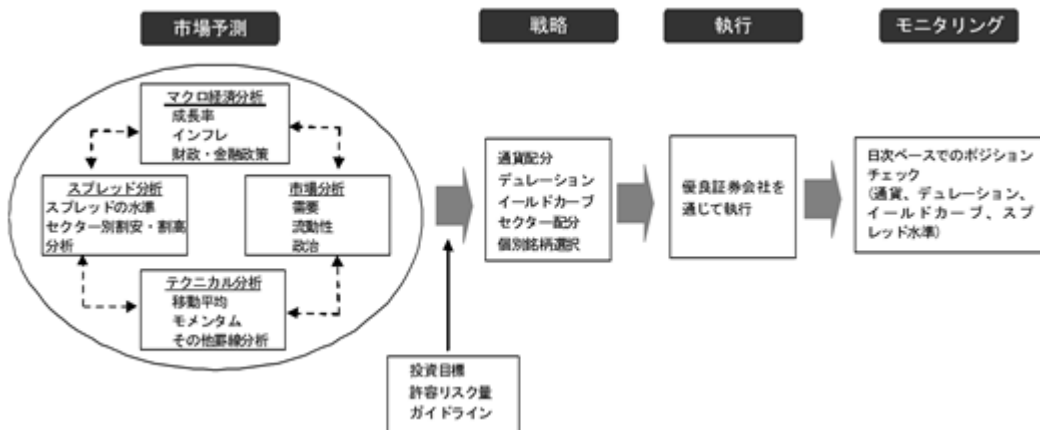 市場予測
戦略
執行
モニタリング
マクロ経済分析
成長率
インフレ
財政・金融政策
スプレッド分析
スプレッドの水準
セクター別割安・割高
分析
市場分析
需要
流動性
政治
テクニカル分析
移動平均
モメンタム
その他罫線分析
通貨配分
デュレーション
イールドカーブ
セクター配分
個別銘柄選択
優良証券会社を
通じて執行
日次ベースでのポジション
チェック
(通貨、デュレーション、
イールドカーブ、スプ
レッド水準)
投資目標
許容リスク量
ガイドライン